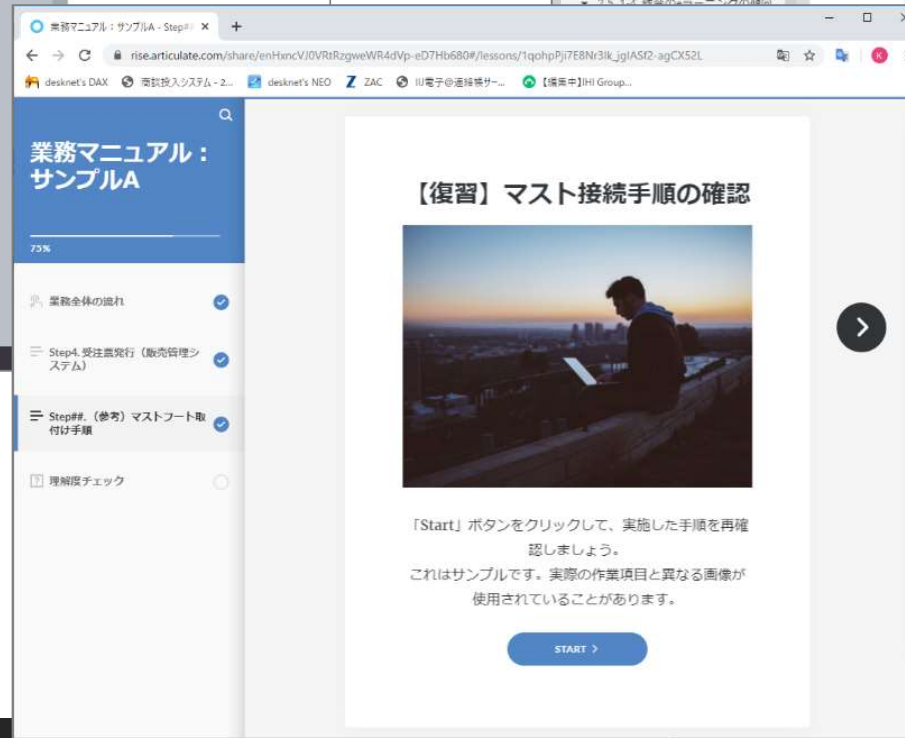 業務マニュアル:サンプルA - Step##
rise.articulate.com/share/
desknet's DAX
商談投入システム - 2...
desknet's NEO
ZAC
IIJ電子@連絡帳サー...
【編集中】IHI Group...
業務マニュアル:
サンプルA
75%
業務全体の流れ
Step4. 受注票発行(販売管理シ
ステム)
Step##.(参考)マストフート取
付け手順
理解度チェック
【復習】マスト接続手順の確認
「Start」ボタンをクリックして、実施した手順を再確
認しましょう。
これはサンプルです。実際の作業項目と異なる画像が
使用されていることがあります。
START